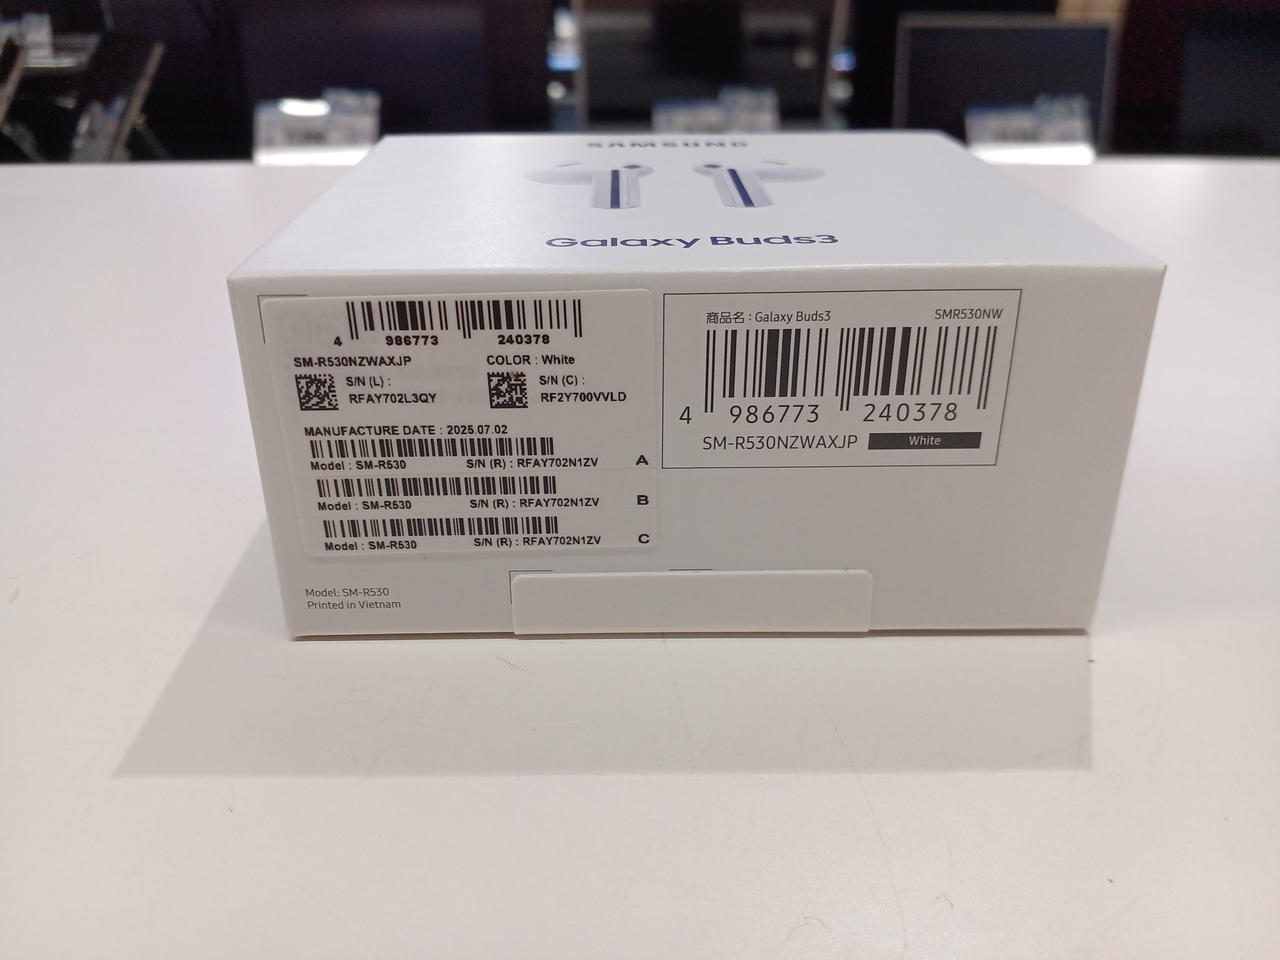 SAMSUNG
Galaxy Buds3
4 986773 240378
SM-R530NZWAXJP COLOR : White
S/N (L) :
RFAY702L3QY
S/N (C) :
RF2Y700VVLD
MANUFACTURE DATE : 2025.07.02
Model : SM-R530 S/N (R) : RFAY702N1ZV A
Model : SM-R530 S/N (R) : RFAY702N1ZV B
Model : SM-R530 S/N (R) : RFAY702N1ZV C
商品名 : Galaxy Buds3 SMR530NW
4 986773 240378
SM-R530NZWAXJP White
Model: SM-R530
Printed in Vietnam